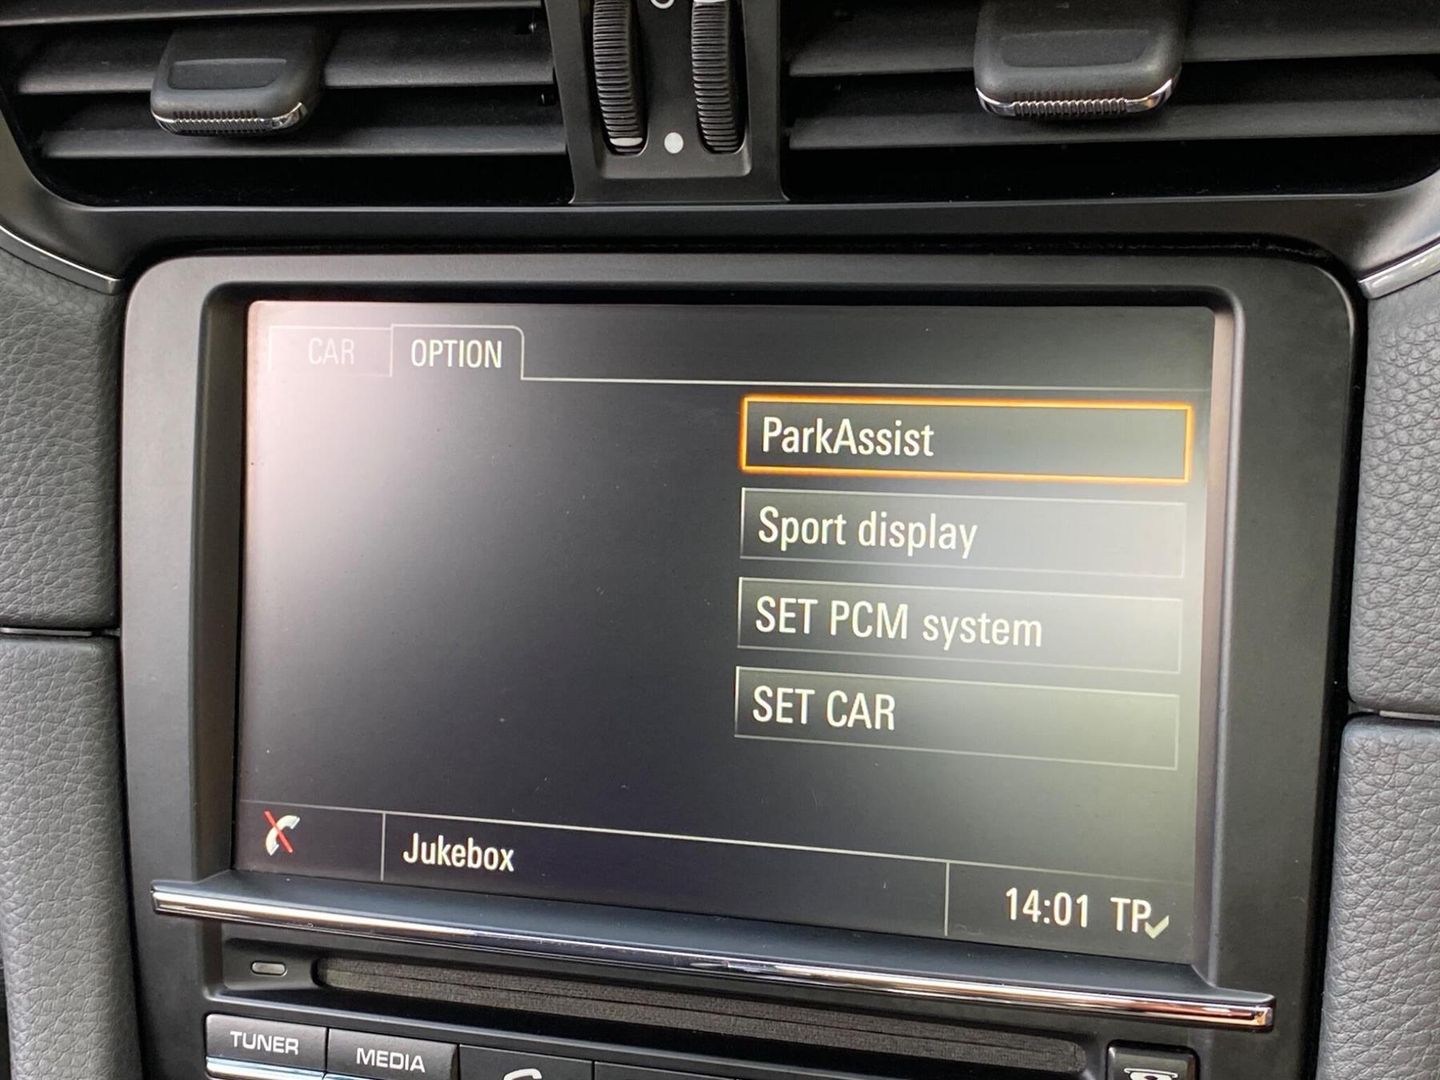 CAR OPTION
ParkAssist
Sport display
SET PCM system
SET CAR
Jukebox
14:01 TP
TUNER
MEDIA